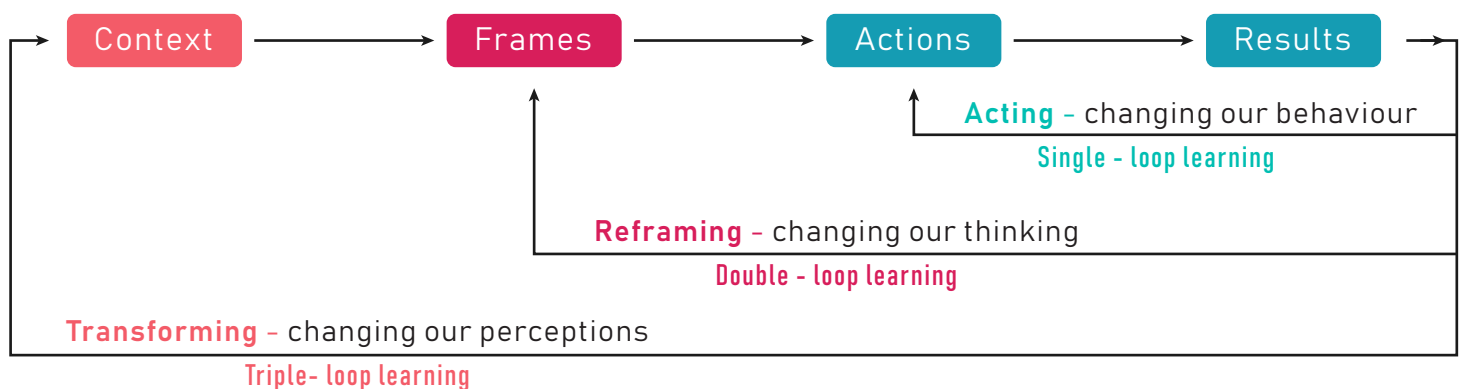 Context
Frames
Actions
Results
Acting - changing our behaviour
Single - loop learning
Reframing - changing our thinking
Double - loop learning
Transforming - changing our perceptions
Triple- loop learning